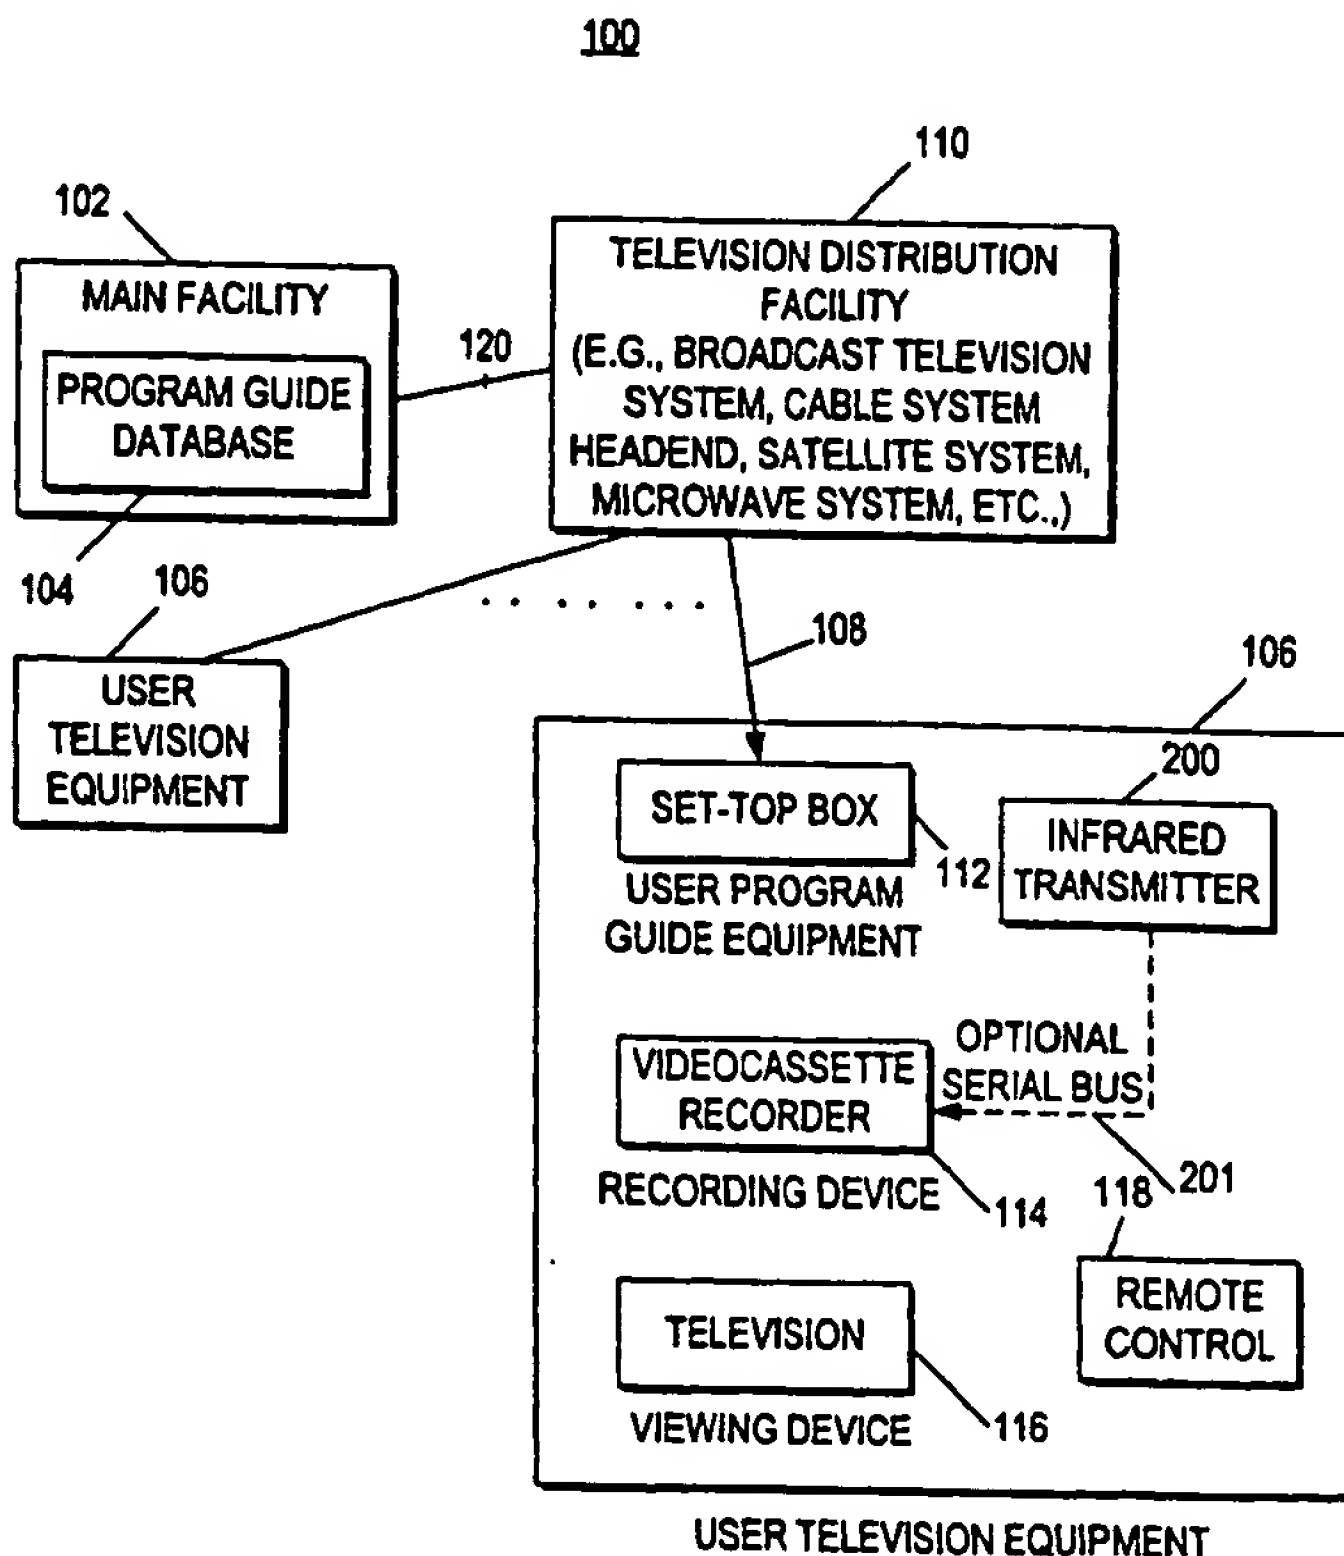 100
110
102
MAIN FACILITY
PROGRAM GUIDE
DATABASE
104
120
TELEVISION DISTRIBUTION
FACILITY
(E.G., BROADCAST TELEVISION
SYSTEM, CABLE SYSTEM
HEADEND, SATELLITE SYSTEM,
MICROWAVE SYSTEM, ETC.,)
106
USER
TELEVISION
EQUIPMENT
108
106
SET-TOP BOX
112
USER PROGRAM
GUIDE EQUIPMENT
200
INFRARED
TRANSMITTER
OPTIONAL
SERIAL BUS
201
VIDEOCASSETTE
RECORDER
RECORDING DEVICE
114
118
REMOTE
CONTROL
TELEVISION
VIEWING DEVICE
116
USER TELEVISION EQUIPMENT